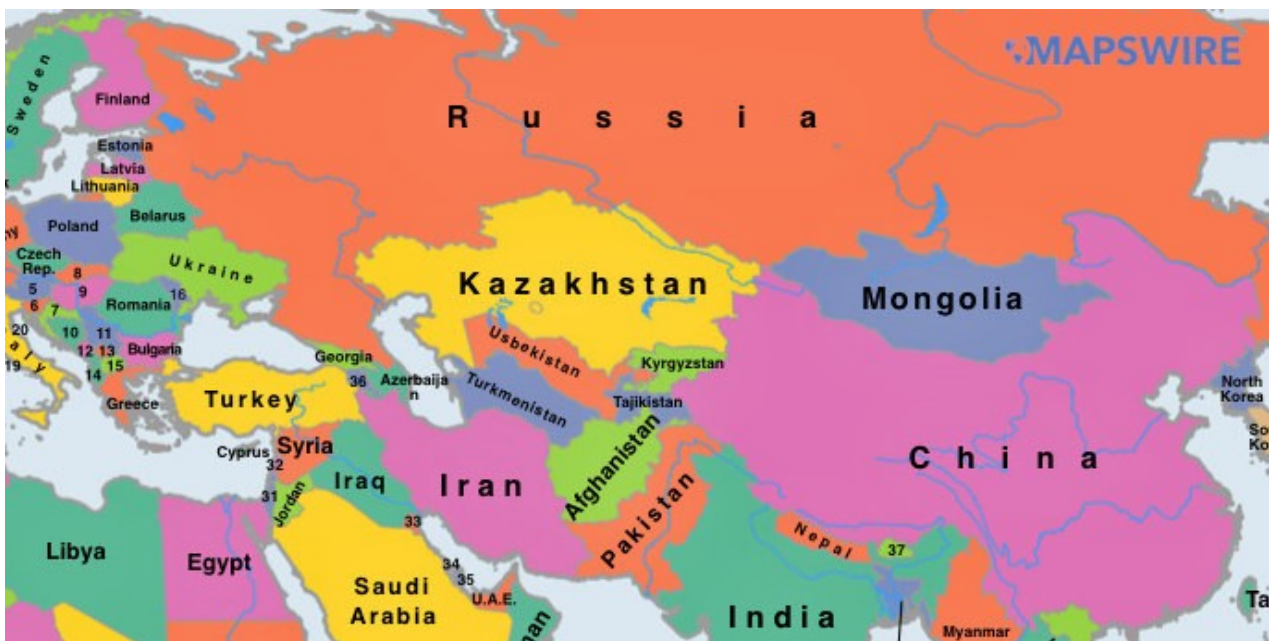 MAPSWIRE
Russia
Sweden
Finland
Estonia
Latvia
Lithuania
Belarus
Poland
Ukraine
Czech
Rep.
8
5
9
16
6
7
Romania
Kazakhstan
Mongolia
20
10
11
12
13
Bulgaria
19
14
15
Greece
Georgia
36
Azerbaija
n
Usbekistan
Kyrgyzstan
Turkmenistan
Tajikistan
North
Korea
Turkey
Cyprus
32
Syria
Iraq
Iran
Afghanistan
Pakistan
China
31
Jordan
33
Libya
Egypt
34
35
Saudi
Arabia
U.A.E.
Nepal
37
India
Myanmar